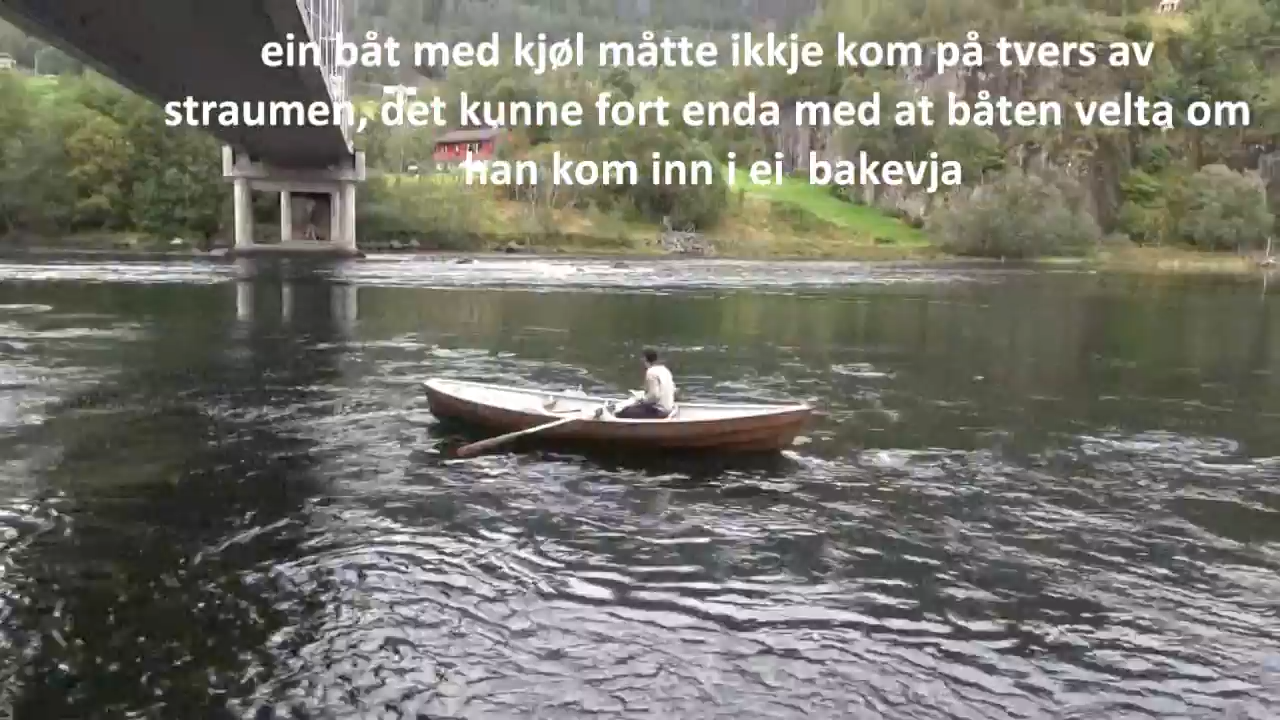 ein båt med kjøl måtte ikkje kom på tvers av
straumen, det kunne fort enda med at båten velta om
han kom inn i ei  bakevja